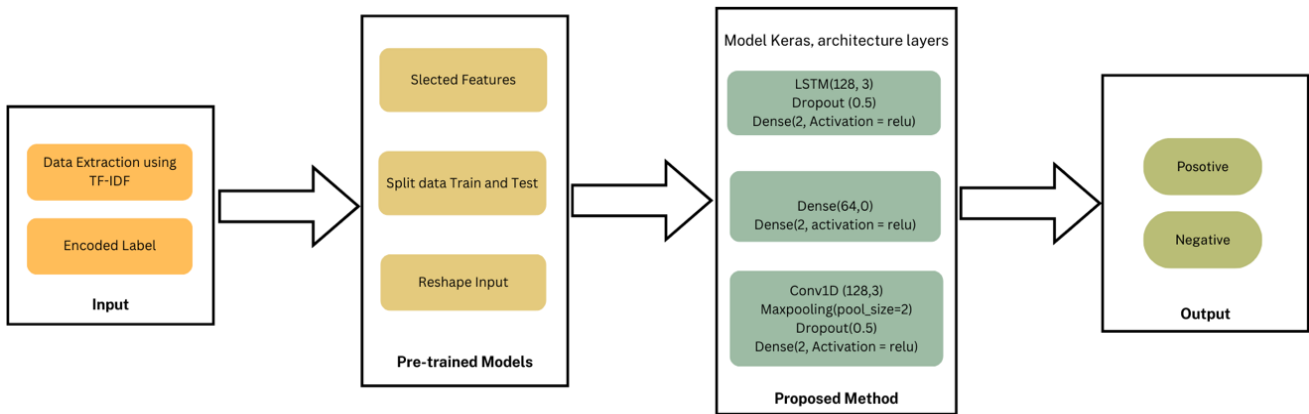 Data Extraction using
TF-IDF
Encoded Label
Input
Slected Features
Split data Train and Test
Reshape Input
Pre-trained Models
Model Keras, architecture layers
LSTM(128, 3)
Dropout (0.5)
Dense(2, Activation = relu)
Dense(64,0)
Dense(2, activation = relu)
Conv1D (128,3)
Maxpooling(pool_size=2)
Dropout(0.5)
Dense(2, Activation = relu)
Proposed Method
Posotive
Negative
Output